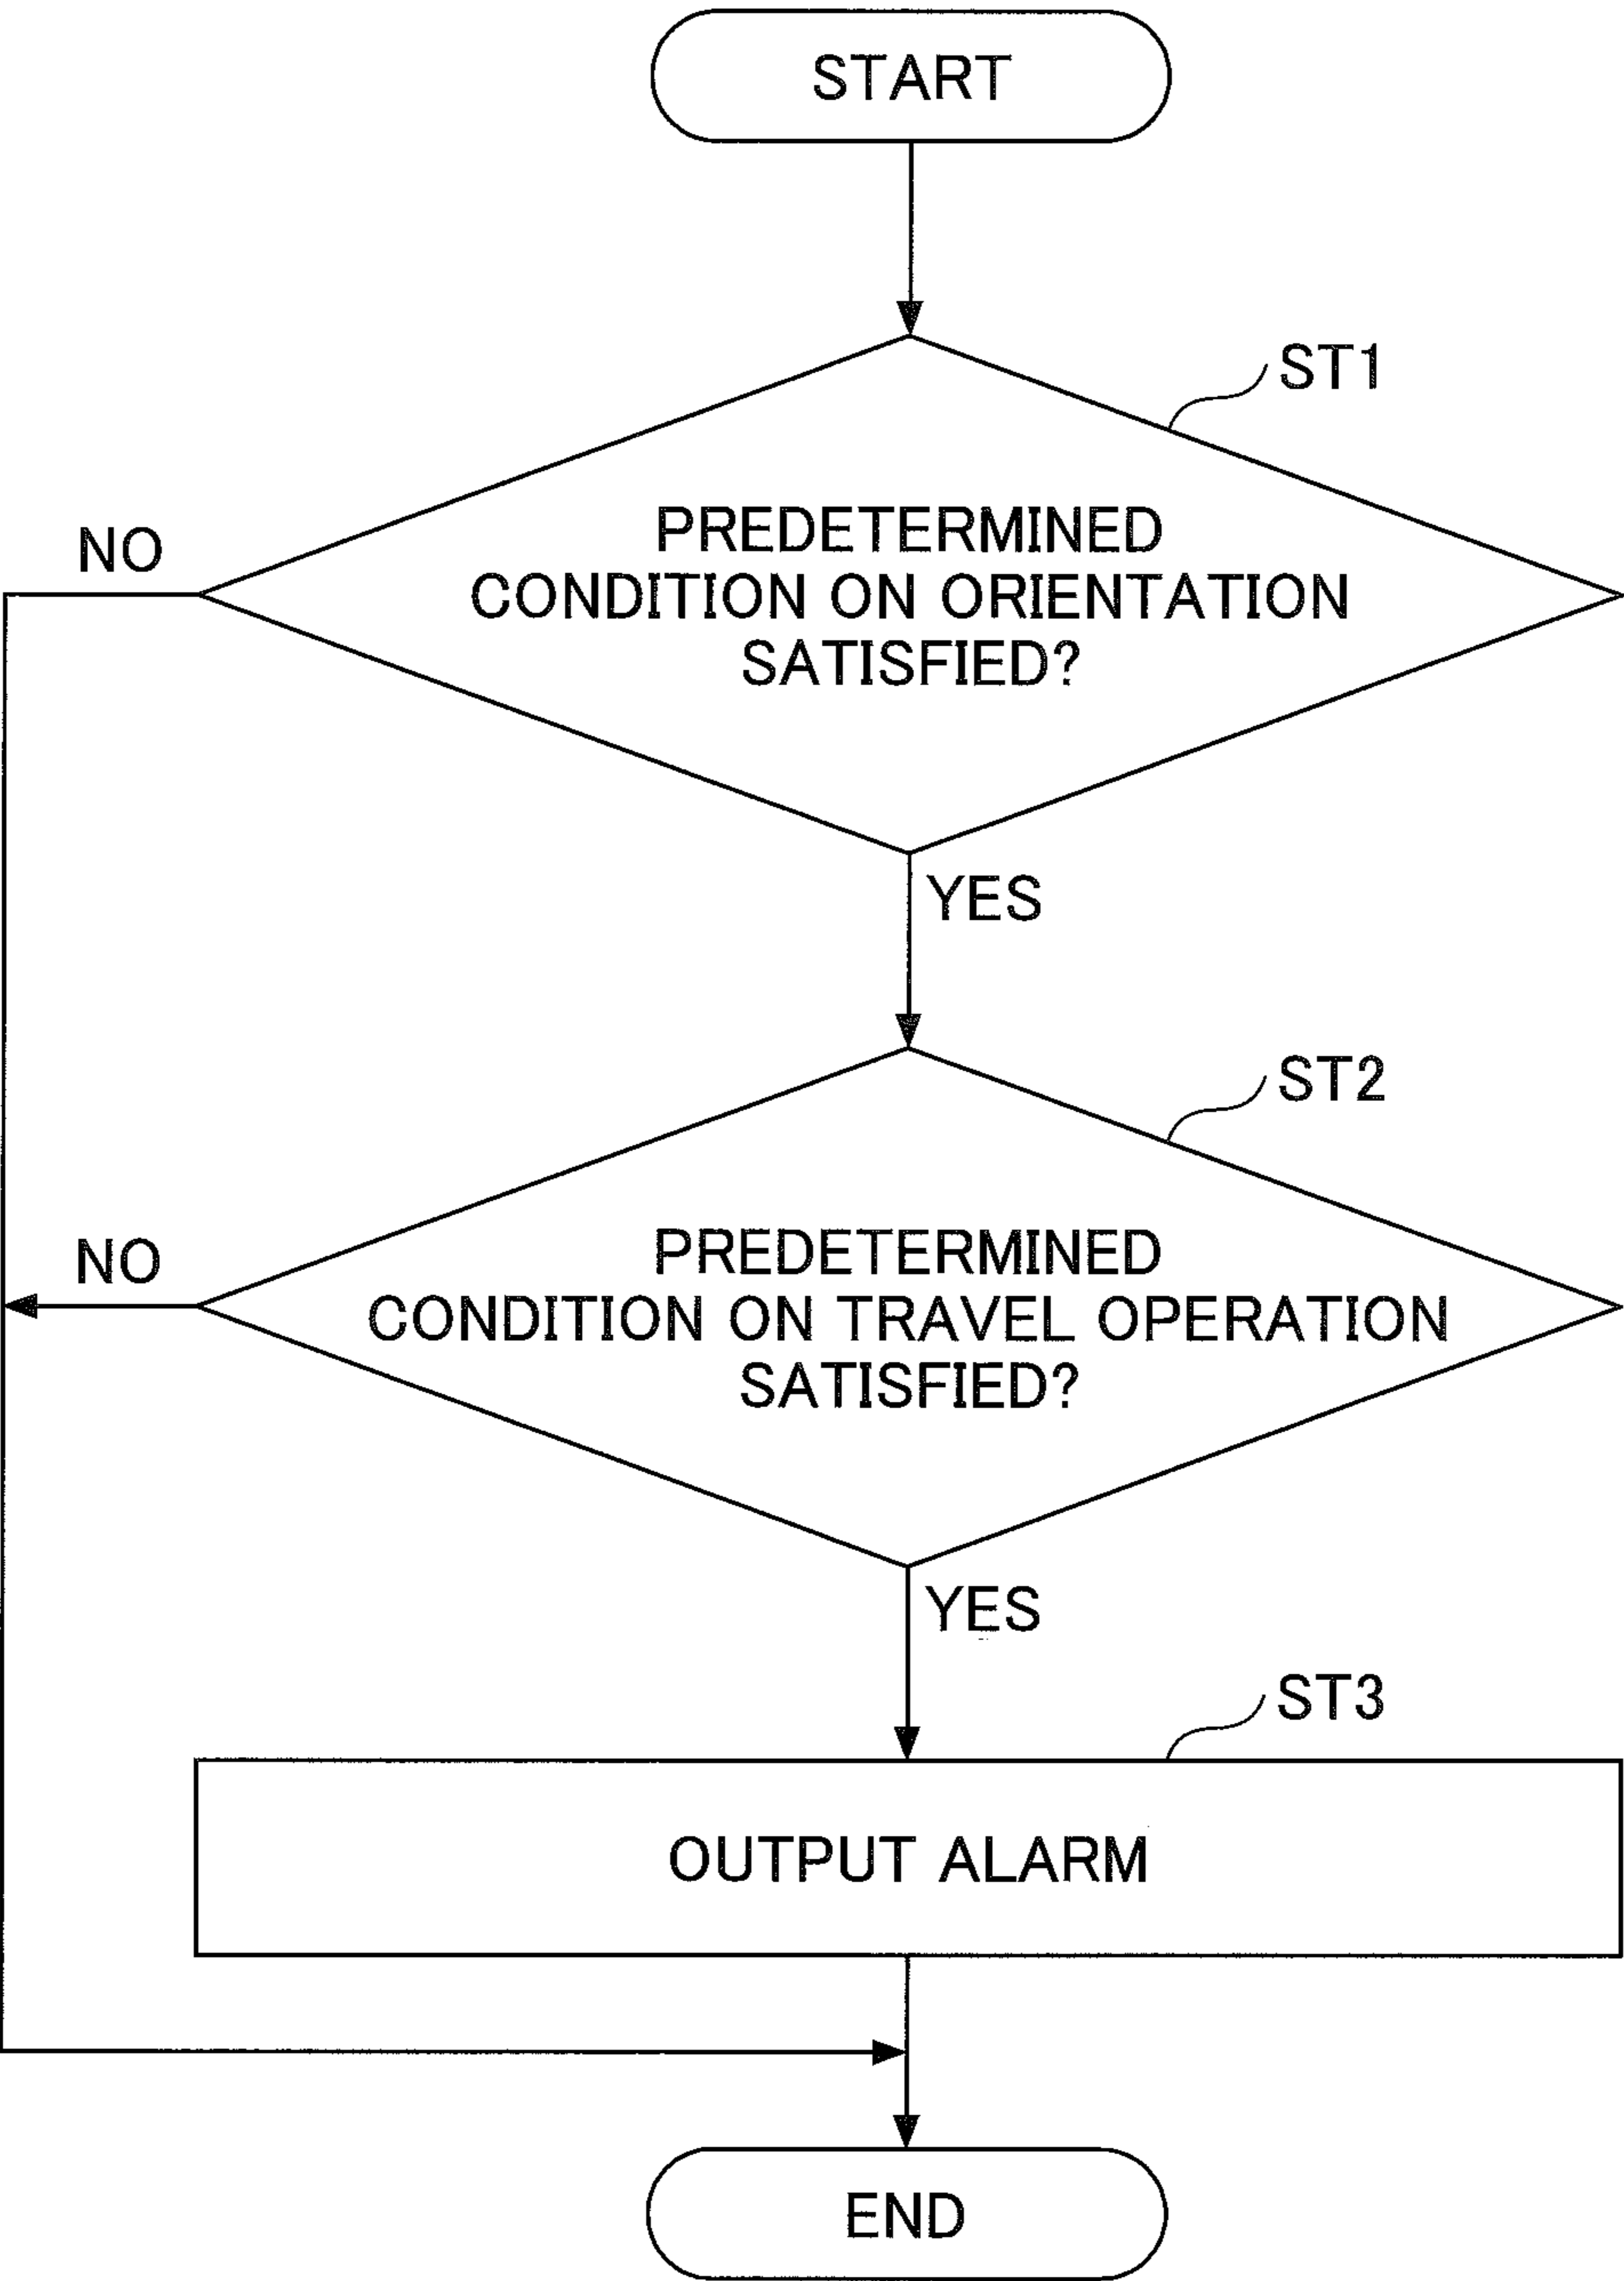 START
ST1
NO
PREDETERMINED
CONDITION ON ORIENTATION
SATISFIED?
YES
ST2
NO
PREDETERMINED
CONDITION ON TRAVEL OPERATION
SATISFIED?
YES
ST3
OUTPUT ALARM
END